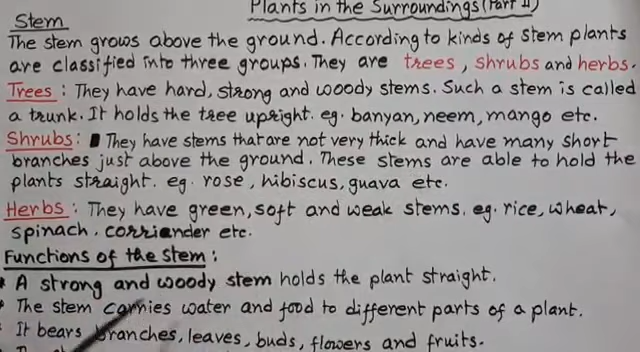 Plants in the Surroundings (Part II)
Stem
The stem grows above the ground. According to kinds of stem plants
are classified into three groups. They are trees, shrubs and herbs.
Trees: They have hard, strong and woody stems. Such a stem is called
a trunk. It holds the tree upright. eg. banyan, neem, mango etc.
Shrubs: They have stems that are not very thick and have many short
branches just above the ground. These stems are able to hold the
plants straight. eg. rose, hibiscus, guava etc.
Herbs: They have green, soft and weak stems. eg. rice, wheat,
spinach, corriander etc.
Functions of the stem:
* A strong and woody stem holds the plant straight.
* The stem carries water and food to different parts of a plant.
* It bears branches, leaves, buds, flowers and fruits.